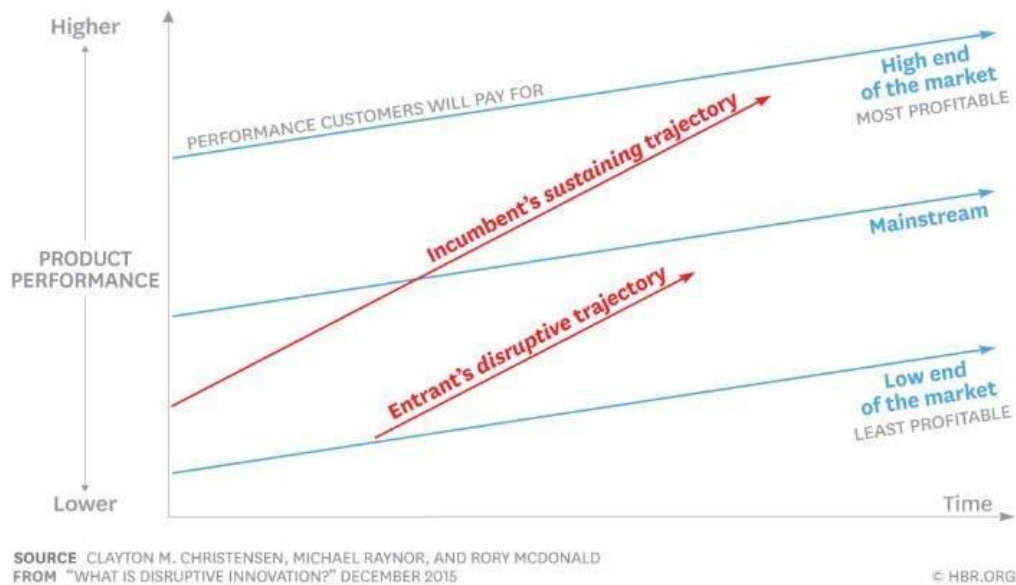 Higher
PERFORMANCE CUSTOMERS WILL PAY FOR
High end
of the market
MOST PROFITABLE
Incumbent's sustaining trajectory
Mainstream
PRODUCT
PERFORMANCE
Entrant's disruptive trajectory
Low end
of the market
LEAST PROFITABLE
Lower
Time
SOURCE CLAYTON M. CHRISTENSEN, MICHAEL RAYNOR, AND RORY MCDONALD
FROM "WHAT IS DISRUPTIVE INNOVATION?" DECEMBER 2015
© HBR.ORG